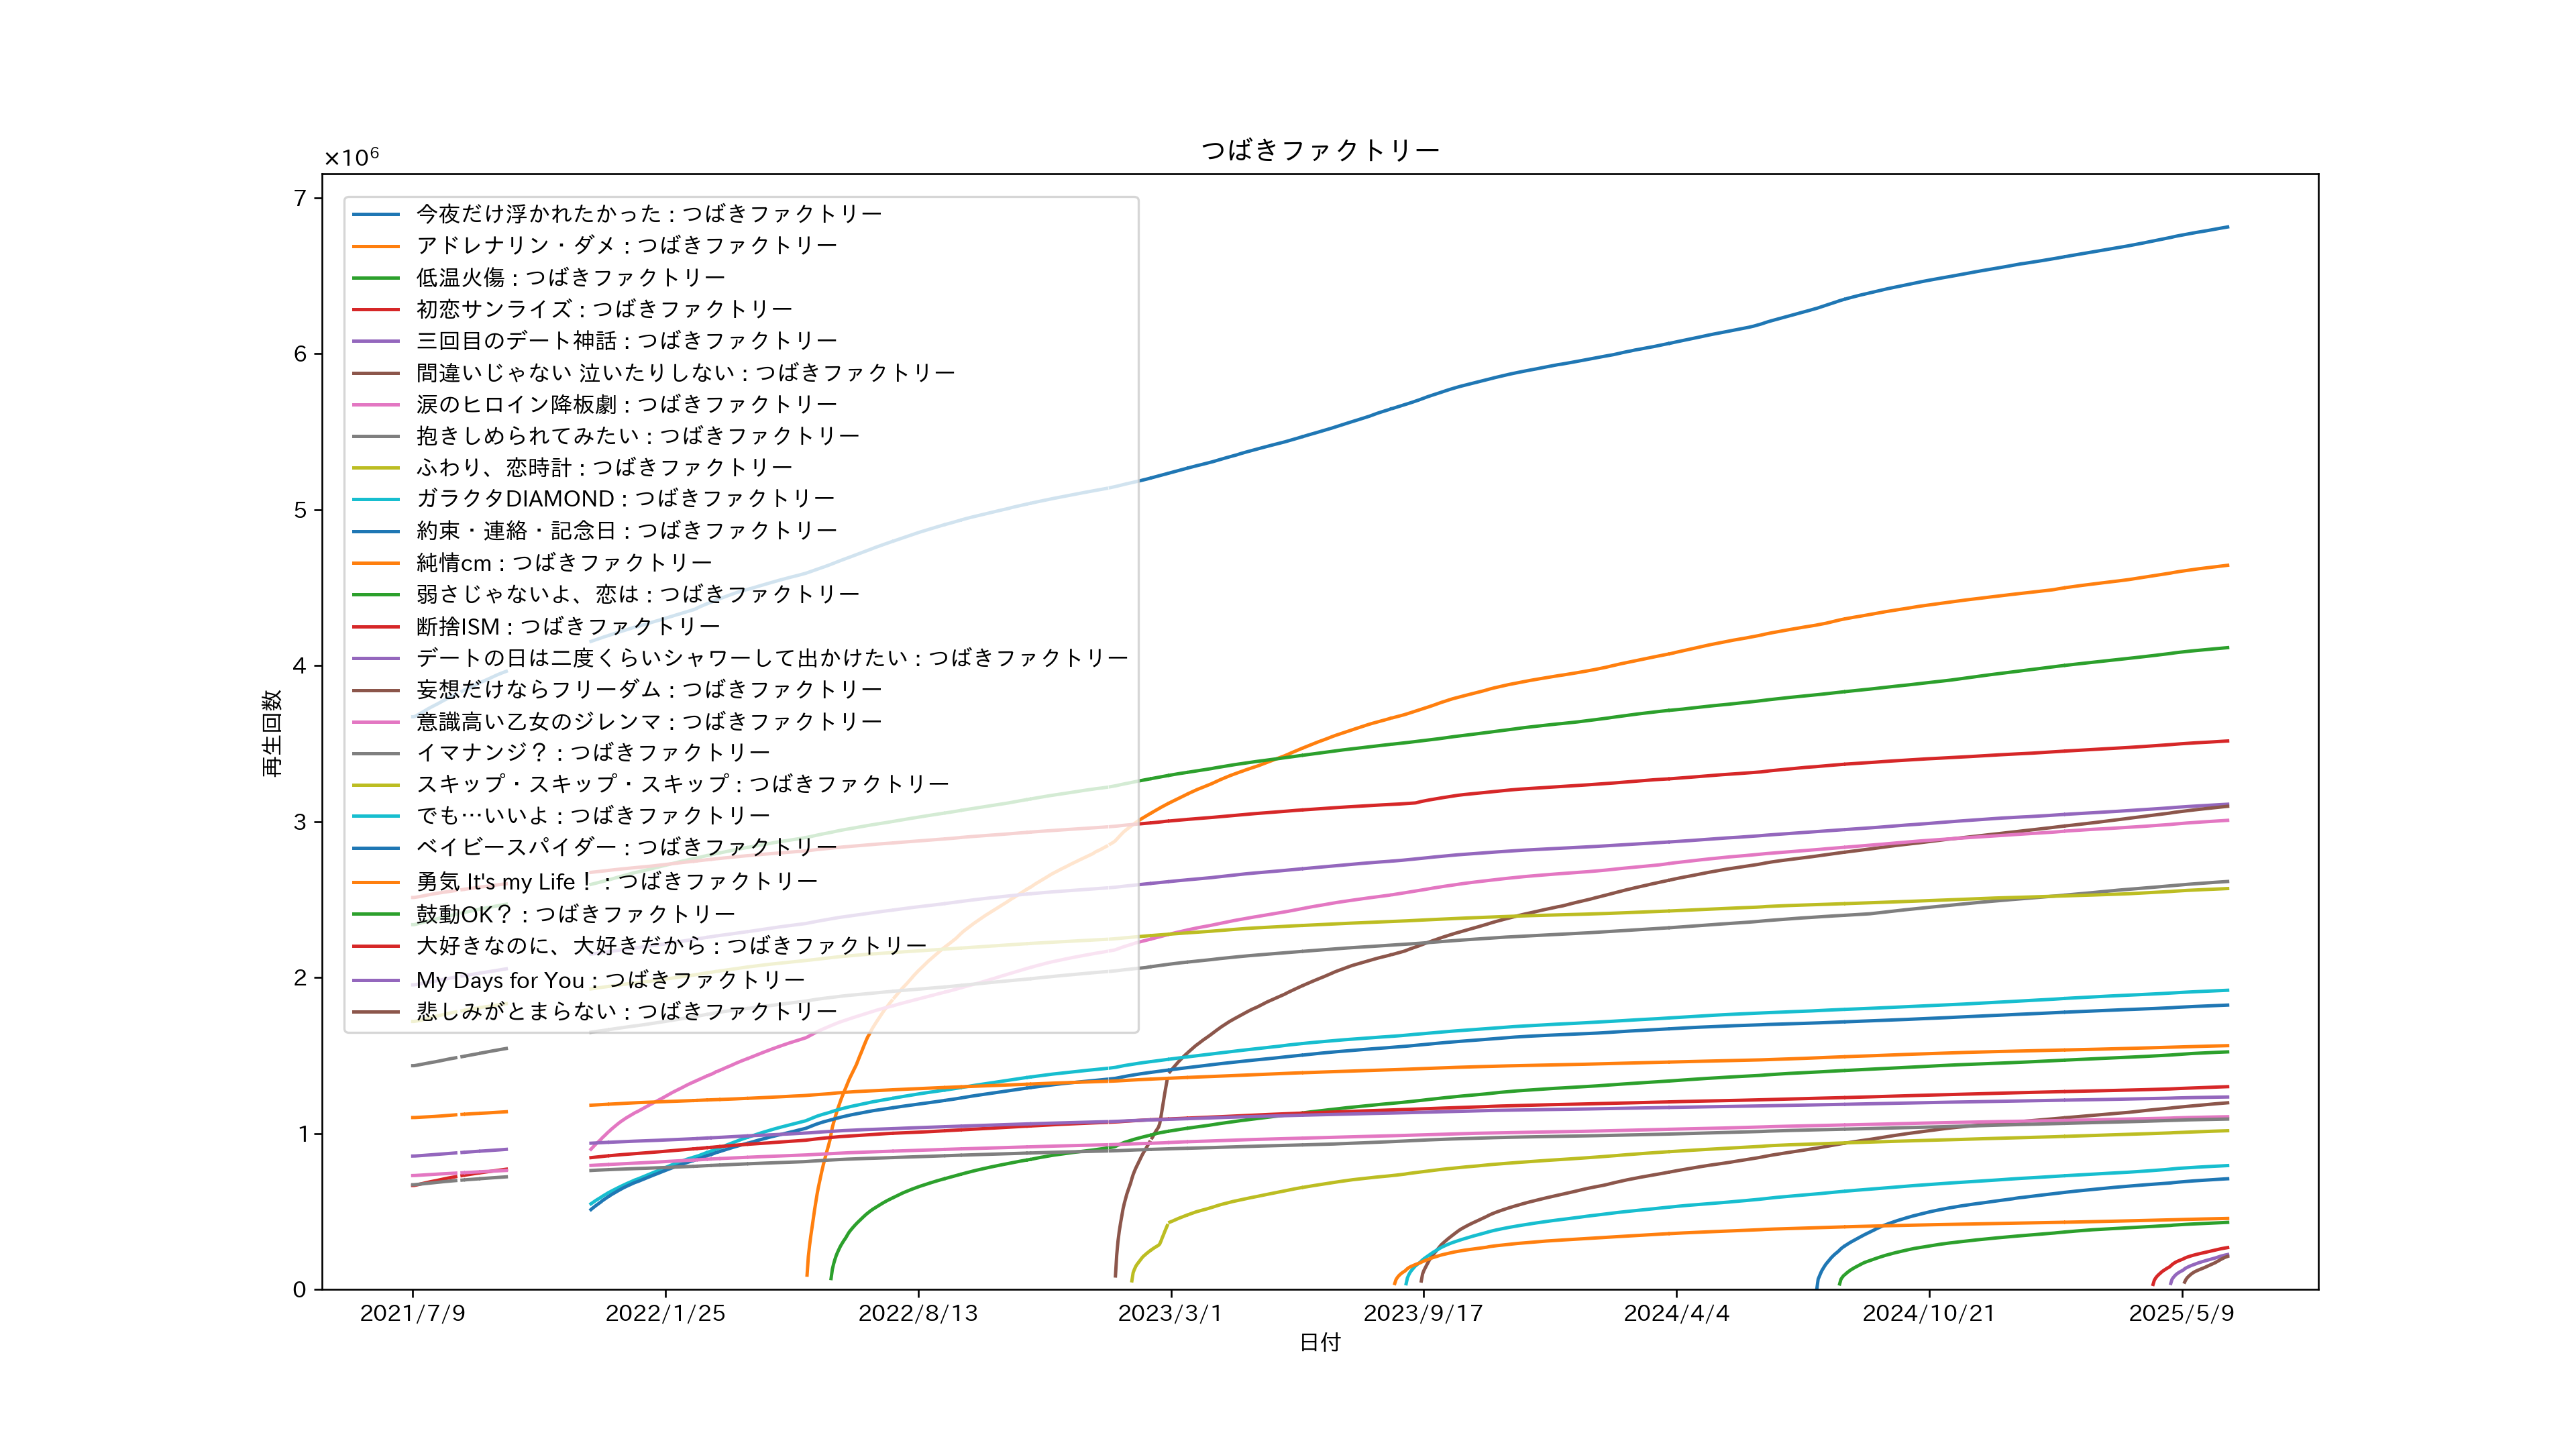 つばきファクトリー
×10⁶
7
6
5
4
3
2
1
0
再生回数
今夜だけ浮かれたかった : つばきファクトリー
アドレナリン・ダメ : つばきファクトリー
低温火傷 : つばきファクトリー
初恋サンライズ : つばきファクトリー
三回目のデート神話 : つばきファクトリー
間違いじゃない 泣いたりしない : つばきファクトリー
涙のヒロイン降板劇 : つばきファクトリー
抱きしめられてみたい : つばきファクトリー
ふわり、恋時計 : つばきファクトリー
ガラクタDIAMOND : つばきファクトリー
約束・連絡・記念日 : つばきファクトリー
純情cm : つばきファクトリー
弱さじゃないよ、恋は : つばきファクトリー
断捨ISM : つばきファクトリー
デートの日は二度くらいシャワーして出かけたい : つばきファクトリー
妄想だけならフリーダム : つばきファクトリー
意識高い乙女のジレンマ : つばきファクトリー
イマナンジ？ : つばきファクトリー
スキップ・スキップ・スキップ : つばきファクトリー
でも…いいよ : つばきファクトリー
ベイビースパイダー : つばきファクトリー
勇気 It's my Life！ : つばきファクトリー
鼓動OK？ : つばきファクトリー
大好きなのに、大好きだから : つばきファクトリー
My Days for You : つばきファクトリー
悲しみがとまらない : つばきファクトリー
2021/7/9
2022/1/25
2022/8/13
2023/3/1
2023/9/17
2024/4/4
2024/10/21
2025/5/9
日付